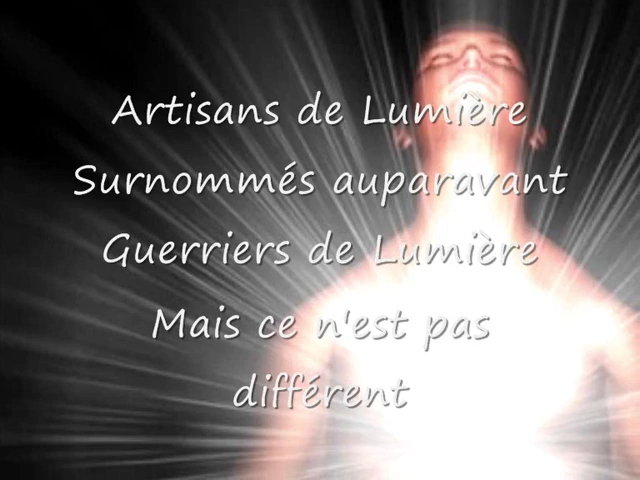 Artisans de Lumière
Surnommés auparavant
Guerriers de Lumière
Mais ce n'est pas
différent